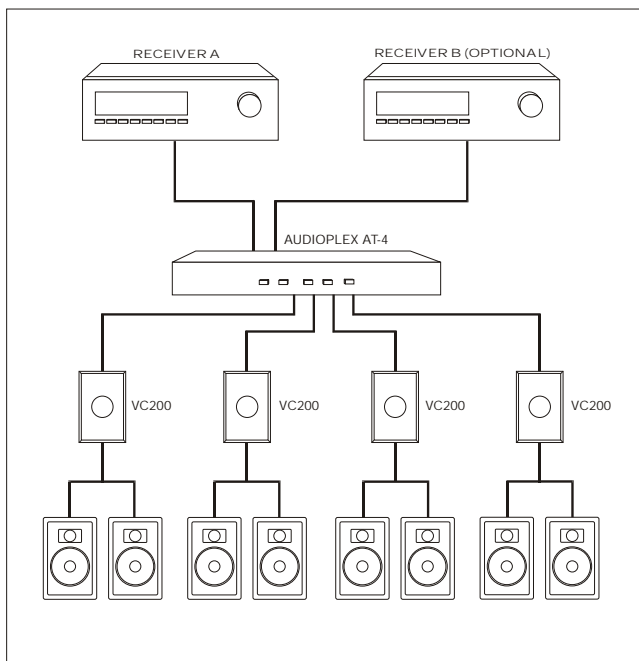 RECEIVER A
RECEIVER B (OPTIONAL)
AUDIOPLEX AT-4
VC200
VC200
VC200
VC200